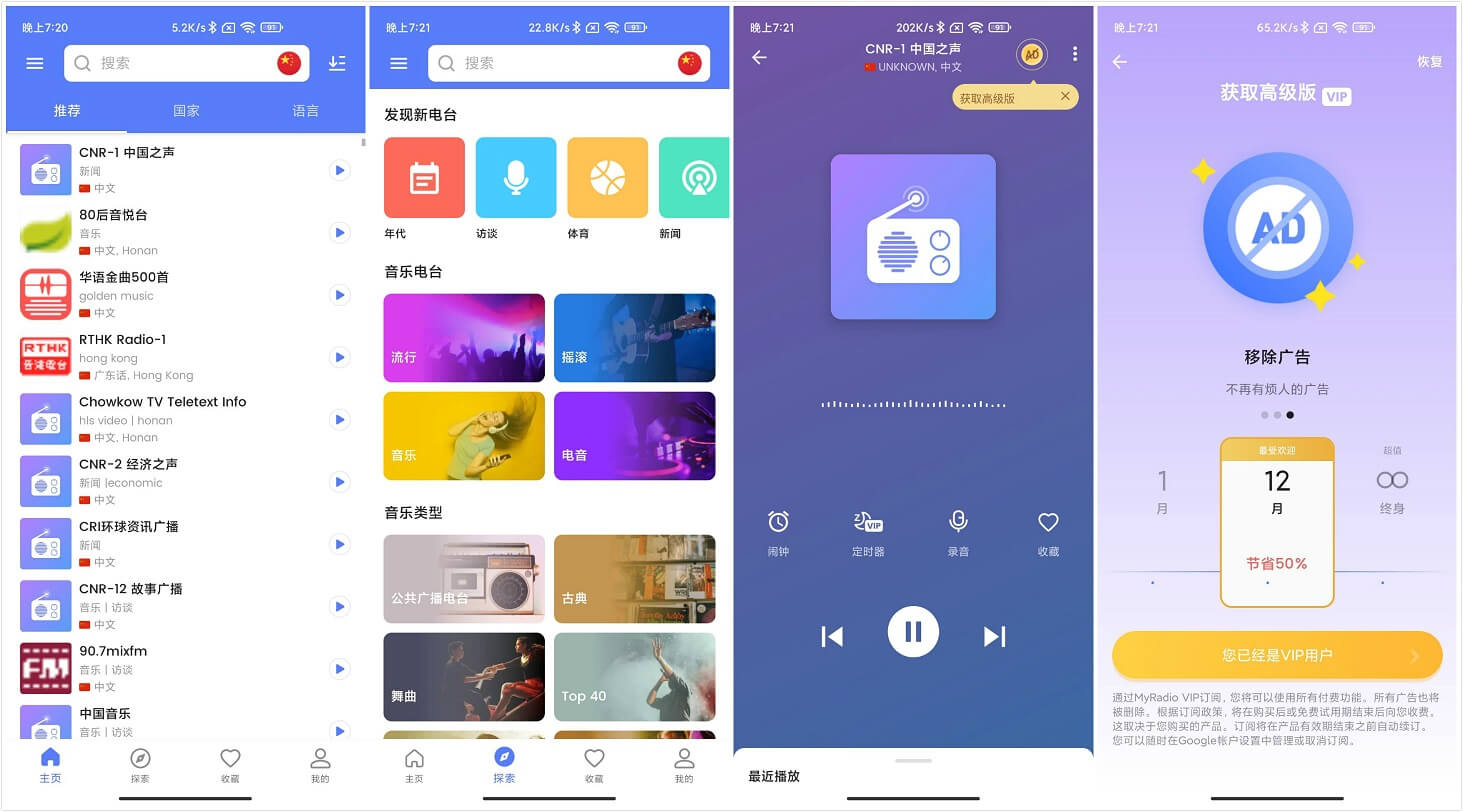 晚上7:20
5.2K/s
91
搜索
推荐
国家
语言
CNR-1 中国之声
新闻
中文
80后音悦台
音乐
中文, Honan
华语金曲500首
golden music
中文
RTHK
香港電台
RTHK Radio-1
hong kong
广东话, Hong Kong
Chowkow TV Teletext Info
hls video | honan
中文, Honan
CNR-2 经济之声
新闻 |economic
中文
CRI环球资讯广播
新闻
中文
CNR-12 故事广播
音乐 | 访谈
中文
FM
90.7mixfm
音乐 | 访谈
中文
中国音乐
音乐 | 访谈
主页
探索
收藏
我的
晚上7:21
22.8K/s
91
搜索
发现新电台
年代
访谈
体育
新闻
音乐电台
流行
摇滚
音乐
电音
音乐类型
公共广播电台
古典
舞曲
Top 40
主页
探索
收藏
我的
晚上7:21
202K/s
91
CNR-1 中国之声
UNKNOWN, 中文
AD
获取高级版
闹钟
VIP
定时器
录音
收藏
最近播放
晚上7:21
65.2K/s
91
恢复
获取高级版 VIP
AD
移除广告
不再有烦人的广告
1
月
最受欢迎
12
月
节省50%
超值
∞
终身
您已经是VIP用户
通过MyRadio VIP订阅, 您将可以使用所有付费功能。所有广告也将
被删除。根据订阅政策, 将在购买后或免费试用期结束后向您收费。
这取决于您购买的产品。订阅将在产品有效期结束之前自动续订。
您可以随时在Google帐户设置中管理或取消订阅。